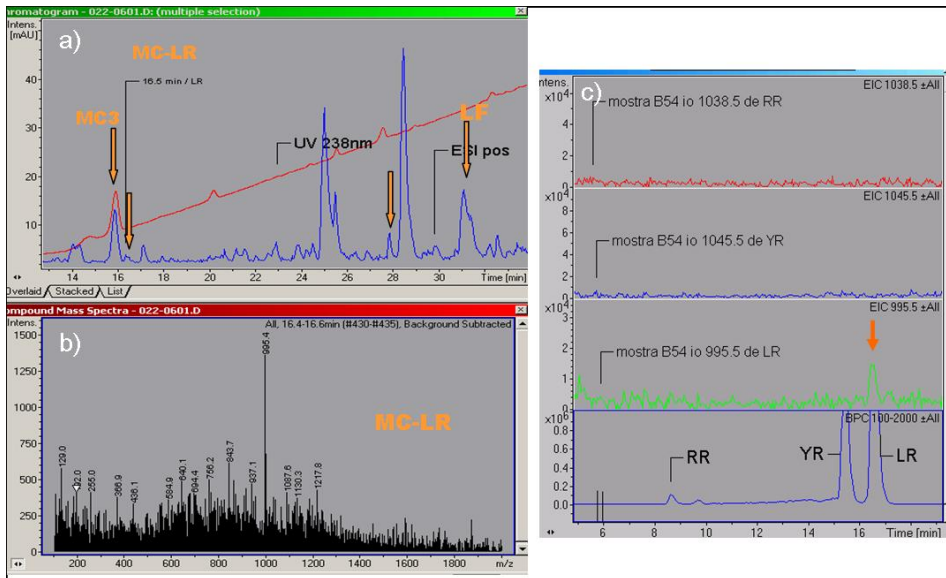 chromatogram - 022-0601.D: (multiple selection)
Intens.
[mAU]
a)
MC-LR
16.5 min / LR
MC3
UV 238nm
LF
ESI pos
40
30
20
10
14
16
18
20
22
24
26
28
30
Time [min]
Overlaid
Stacked
List
Compound Mass Spectra - 022-0601.D
Intens.
All, 16.4-16.6min (#430-#435), Background Subtracted
b)
995.4
MC-LR
1500
1250
1000
750
500
250
0
129.0
255.0
366.9
436.1
584.9
640.1
694.4
756.2
843.7
937.1
1087.6
1130.3
1217.8
200
400
600
800
1000
1200
1400
1600
1800
m/z
c)
Intens.
x10⁴
EIC 1038.5 ±All
mostra B54 io 1038.5 de RR
4
2
0
x10⁴
EIC 1045.5 ±All
mostra B54 io 1045.5 de YR
8
6
4
2
0
x10⁴
EIC 995.5 ±All
mostra B54 io 995.5 de LR
3
2
1
0
x10⁶
BPC 100-2000 ±All
RR
YR
LR
0.8
0.6
0.4
0.2
0.0
6
8
10
12
14
16
Time [min]